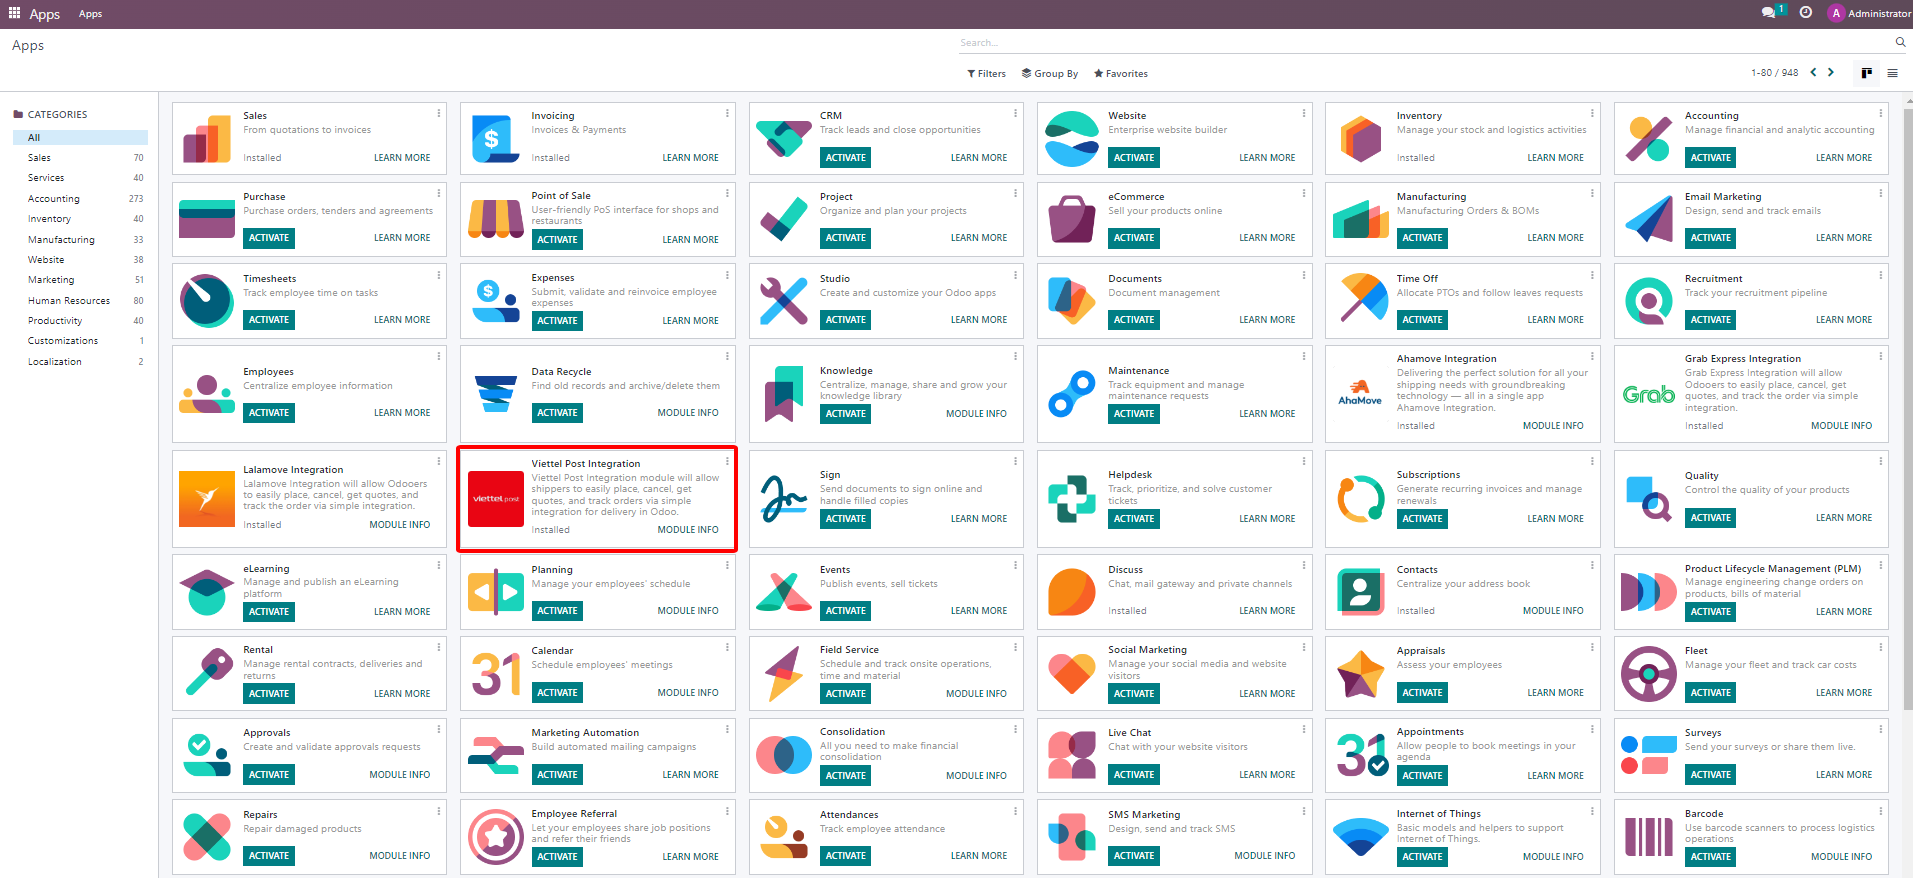 Apps Apps 1 A Administrator
Apps Search...
Filters Group By Favorites 1-80 / 948
CATEGORIES
All
Sales 70
Services 40
Accounting 273
Inventory 40
Manufacturing 33
Website 38
Marketing 51
Human Resources 80
Productivity 40
Customizations 1
Localization 2
Sales
From quotations to invoices
Installed LEARN MORE
Invoicing
Invoices & Payments
Installed LEARN MORE
CRM
Track leads and close opportunities
ACTIVATE LEARN MORE
Website
Enterprise website builder
ACTIVATE LEARN MORE
Inventory
Manage your stock and logistics activities
Installed LEARN MORE
Accounting
Manage financial and analytic accounting
ACTIVATE LEARN MORE
Purchase
Purchase orders, tenders and agreements
ACTIVATE LEARN MORE
Point of Sale
User-friendly PoS interface for shops and
restaurants
ACTIVATE LEARN MORE
Project
Organize and plan your projects
ACTIVATE LEARN MORE
eCommerce
Sell your products online
ACTIVATE LEARN MORE
Manufacturing
Manufacturing Orders & BOMs
ACTIVATE LEARN MORE
Email Marketing
Design, send and track emails
ACTIVATE LEARN MORE
Timesheets
Track employee time on tasks
ACTIVATE LEARN MORE
Expenses
Submit, validate and reinvoice employee
expenses
ACTIVATE LEARN MORE
Studio
Create and customize your Odoo apps
ACTIVATE LEARN MORE
Documents
Document management
ACTIVATE LEARN MORE
Time Off
Allocate PTOs and follow leaves requests
ACTIVATE LEARN MORE
Recruitment
Track your recruitment pipeline
ACTIVATE LEARN MORE
Employees
Centralize employee information
ACTIVATE LEARN MORE
Data Recycle
Find old records and archive/delete them
ACTIVATE MODULE INFO
Knowledge
Centralize, manage, share and grow your
knowledge library
ACTIVATE MODULE INFO
Maintenance
Track equipment and manage
maintenance requests
ACTIVATE LEARN MORE
AhaMove
Ahamove Integration
Delivering the perfect solution for all your
shipping needs with groundbreaking
technology — all in a single app
Ahamove Integration.
Installed MODULE INFO
Grab
Grab Express Integration
Grab Express Integration will allow
Odooers to easily place, cancel, get
quotes, and track the order via simple
integration.
Installed MODULE INFO
Lalamove Integration
Lalamove Integration will allow Odooers
to easily place, cancel, get quotes, and
track the order via simple integration.
Installed MODULE INFO
viettel post
Viettel Post Integration
Viettel Post Integration module will allow
shippers to easily place, cancel, get
quotes, and track orders via simple
integration for delivery in Odoo.
Installed MODULE INFO
Sign
Send documents to sign online and
handle filled copies
ACTIVATE LEARN MORE
Helpdesk
Track, prioritize, and solve customer
tickets
ACTIVATE LEARN MORE
Subscriptions
Generate recurring invoices and manage
renewals
ACTIVATE LEARN MORE
Quality
Control the quality of your products
ACTIVATE LEARN MORE
eLearning
Manage and publish an eLearning
platform
ACTIVATE LEARN MORE
Planning
Manage your employees' schedule
ACTIVATE MODULE INFO
Events
Publish events, sell tickets
ACTIVATE LEARN MORE
Discuss
Chat, mail gateway and private channels
Installed LEARN MORE
Contacts
Centralize your address book
Installed MODULE INFO
Product Lifecycle Management (PLM)
Manage engineering change orders on
products, bills of material
ACTIVATE LEARN MORE
Rental
Manage rental contracts, deliveries and
returns
ACTIVATE LEARN MORE
31
Calendar
Schedule employees' meetings
ACTIVATE MODULE INFO
Field Service
Schedule and track onsite operations,
time and material
ACTIVATE MODULE INFO
Social Marketing
Manage your social media and website
visitors
ACTIVATE LEARN MORE
Appraisals
Assess your employees
ACTIVATE LEARN MORE
Fleet
Manage your fleet and track car costs
ACTIVATE LEARN MORE
Approvals
Create and validate approvals requests
ACTIVATE MODULE INFO
Marketing Automation
Build automated mailing campaigns
ACTIVATE LEARN MORE
Consolidation
All you need to make financial
consolidation
ACTIVATE MODULE INFO
Live Chat
Chat with your website visitors
ACTIVATE LEARN MORE
31
Appointments
Allow people to book meetings in your
agenda
ACTIVATE LEARN MORE
Surveys
Send your surveys or share them live.
ACTIVATE LEARN MORE
Repairs
Repair damaged products
ACTIVATE MODULE INFO
Employee Referral
Let your employees share job positions
and refer their friends
ACTIVATE LEARN MORE
Attendances
Track employee attendance
ACTIVATE LEARN MORE
SMS Marketing
Design, send and track SMS
ACTIVATE MODULE INFO
Internet of Things
Basic models and helpers to support
Internet of Things.
ACTIVATE MODULE INFO
Barcode
Use barcode scanners to process logistics
operations
ACTIVATE MODULE INFO